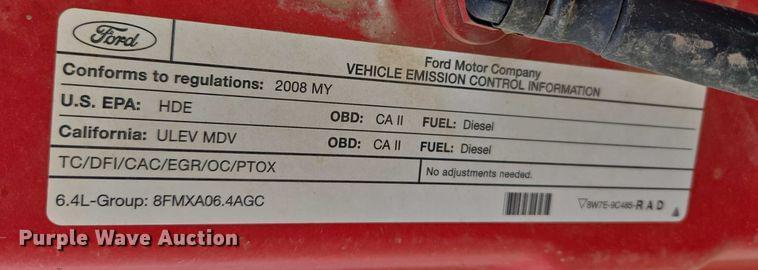 Ford
Ford Motor Company
VEHICLE EMISSION CONTROL INFORMATION
Conforms to regulations: 2008 MY
U.S. EPA: HDE OBD: CA II FUEL: Diesel
California: ULEV MDV OBD: CA II FUEL: Diesel
TC/DFI/CAC/EGR/OC/PTOX No adjustments needed.
6.4L-Group: 8FMXA06.4AGC 8W7E-9C485-RAD
Purple Wave Auction